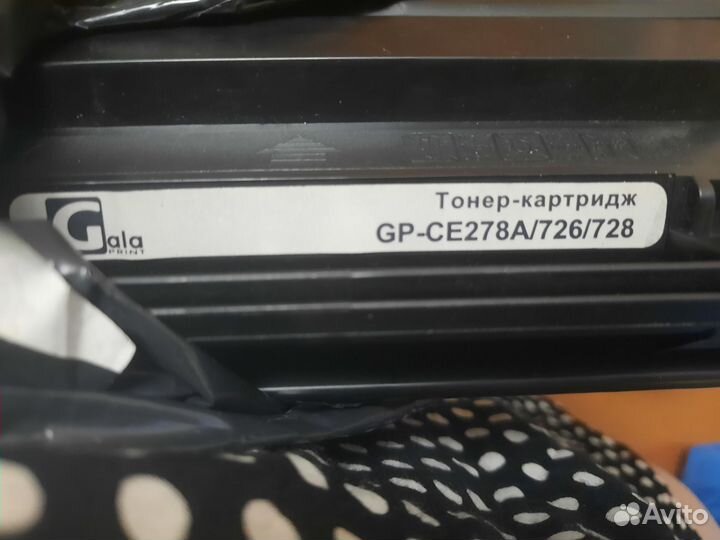 Gala
PRINT
Тонер-картридж
GP-CE278A/726/728
Avito